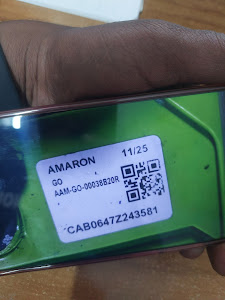 AMARON 11/25
GO
AAM-GO-00038B20R
CAB0647Z243581